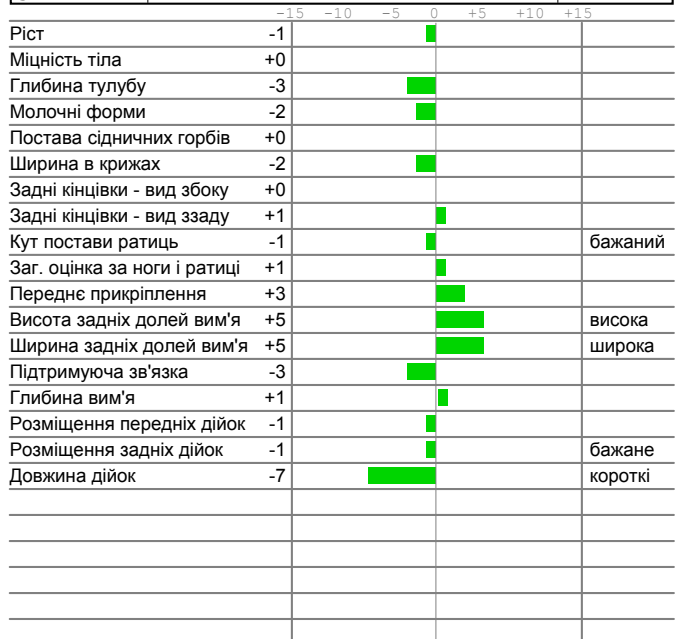 -15 -10 -5 0 +5 +10 +15
Ріст -1
Міцність тіла +0
Глибина тулубу -3
Молочні форми -2
Постава сідничних горбів +0
Ширина в крижах -2
Задні кінцівки - вид збоку +0
Задні кінцівки - вид ззаду +1
Кут постави ратиць -1 бажаний
Заг. оцінка за ноги і ратиці +1
Переднє прикріплення +3
Висота задніх долей вим'я +5 висока
Ширина задніх долей вим'я +5 широка
Підтримуюча зв'язка -3
Глибина вим'я +1
Розміщення передніх дійок -1
Розміщення задніх дійок -1 бажане
Довжина дійок -7 короткі